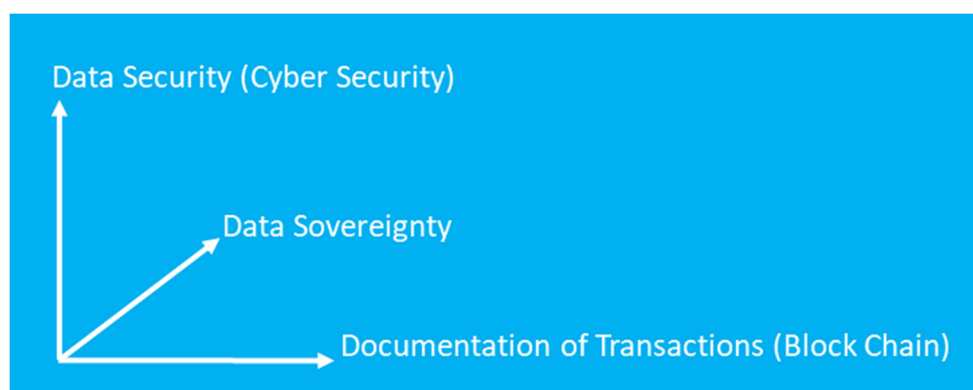 Data Security (Cyber Security)
Data Sovereignty
Documentation of Transactions (Block Chain)